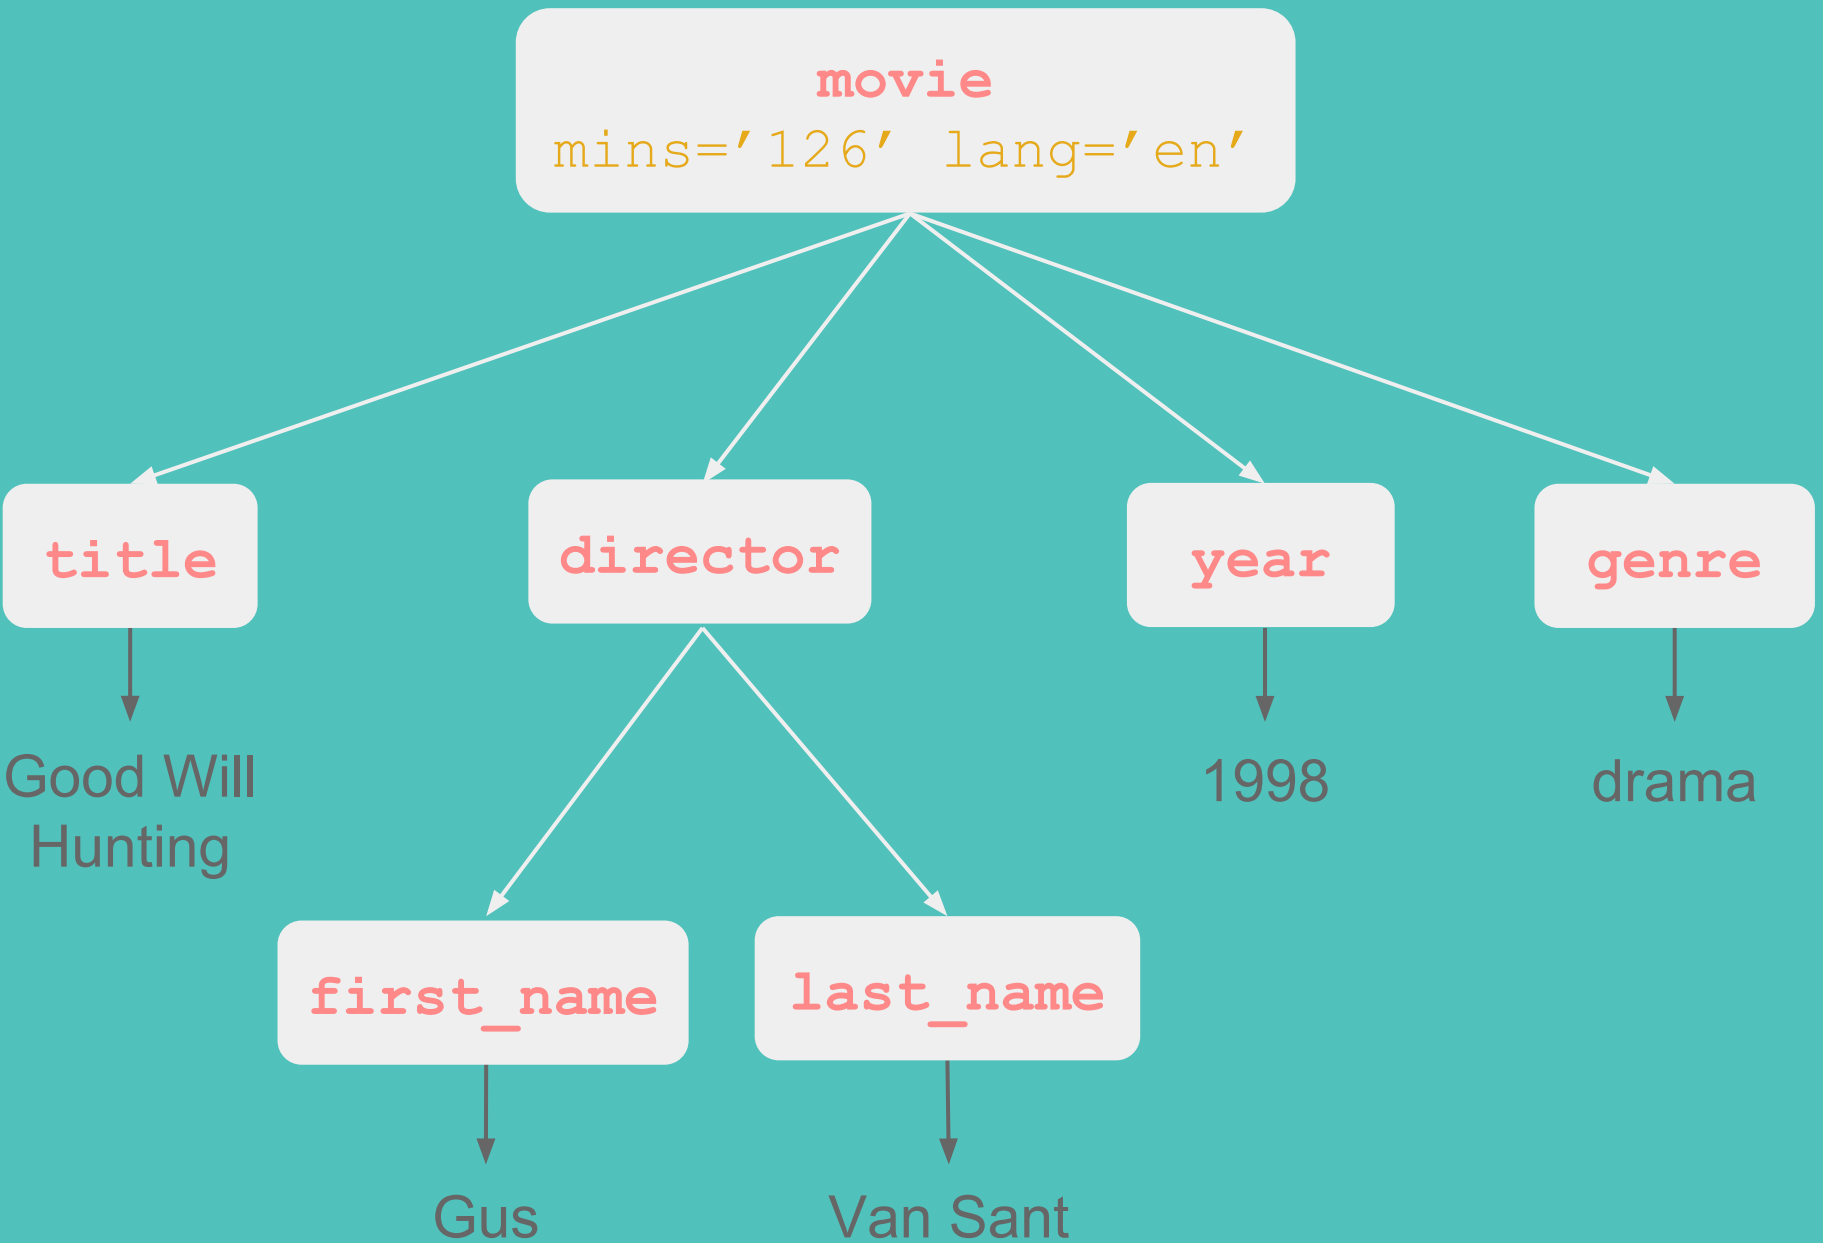 movie
mins=’126’ lang=’en’
title
director
year
genre
Good Will
Hunting
1998
drama
first_name
last_name
Gus
Van Sant